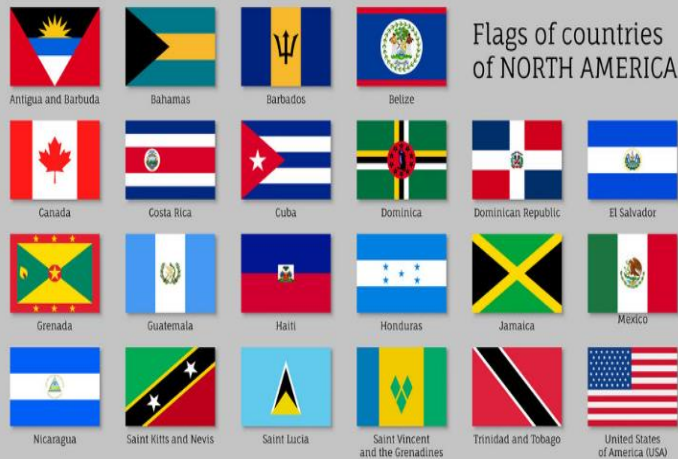 Flags of countries
of NORTH AMERICA
Antigua and Barbuda
Bahamas
Barbados
Belize
Canada
Costa Rica
Cuba
Dominica
Dominican Republic
El Salvador
Grenada
Guatemala
Haiti
Honduras
Jamaica
Mexico
Nicaragua
Saint Kitts and Nevis
Saint Lucia
Saint Vincent
and the Grenadines
Trinidad and Tobago
United States
of America (USA)